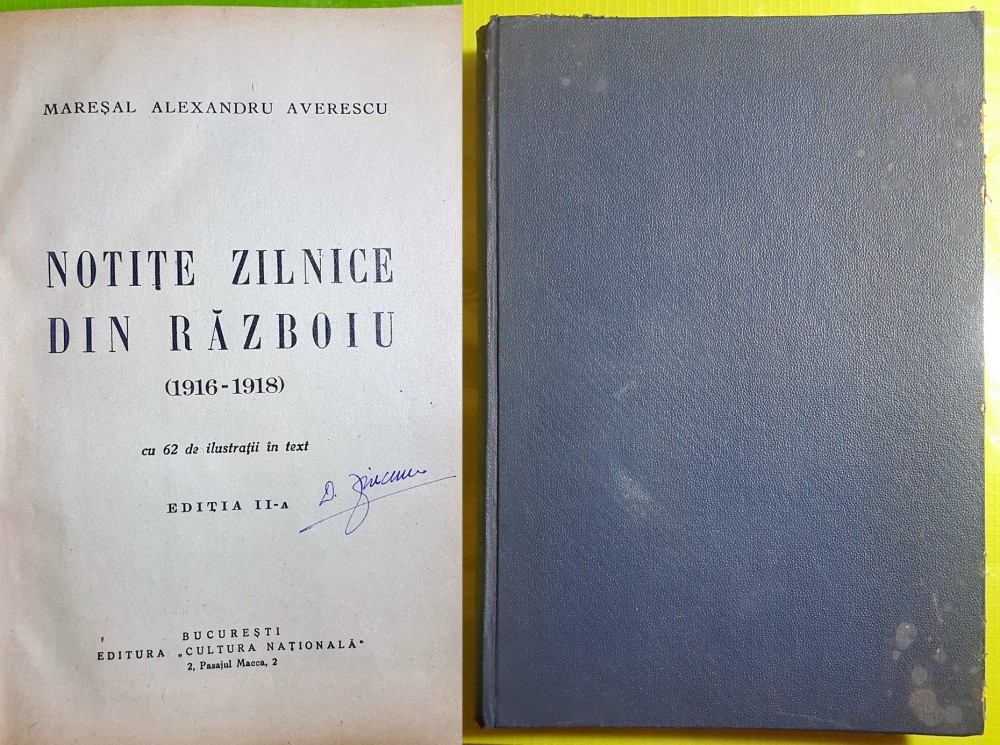 MAREȘAL ALEXANDRU AVERESCU
NOTIȚE ZILNICE
DIN RĂZBOIU
(1916-1918)
cu 62 de ilustrații în text
EDIȚIA II-A
D.
BUCUREȘTI
EDITURA „CULTURA NAȚIONALĂ"
2, Pasajul Macca, 2